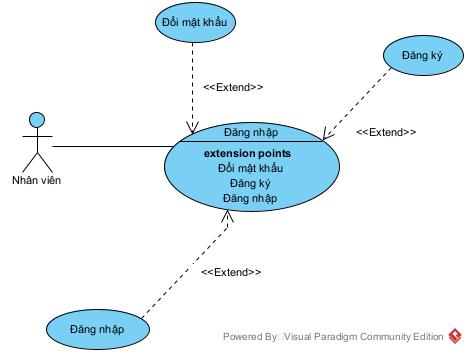 Đổi mật khẩu
Đăng ký
<<Extend>>
<<Extend>>
Đăng nhập
extension points
Đổi mật khẩu
Đăng ký
Đăng nhập
Nhân viên
<<Extend>>
Đăng nhập
Powered By Visual Paradigm Community Edition